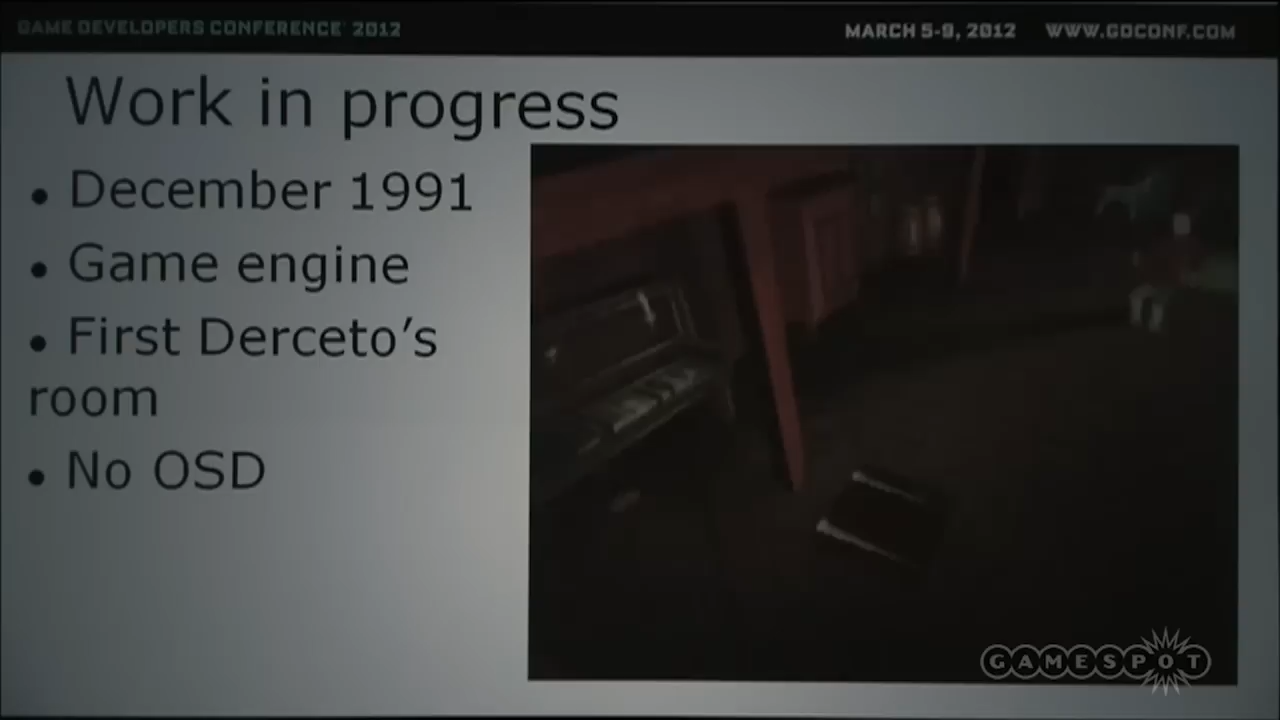 GAME DEVELOPERS CONFERENCE 2012
MARCH 5-9, 2012 WWW.GDCONF.COM
Work in progress
• December 1991
• Game engine
• First Derceto's
room
• No OSD
GAMESPOT